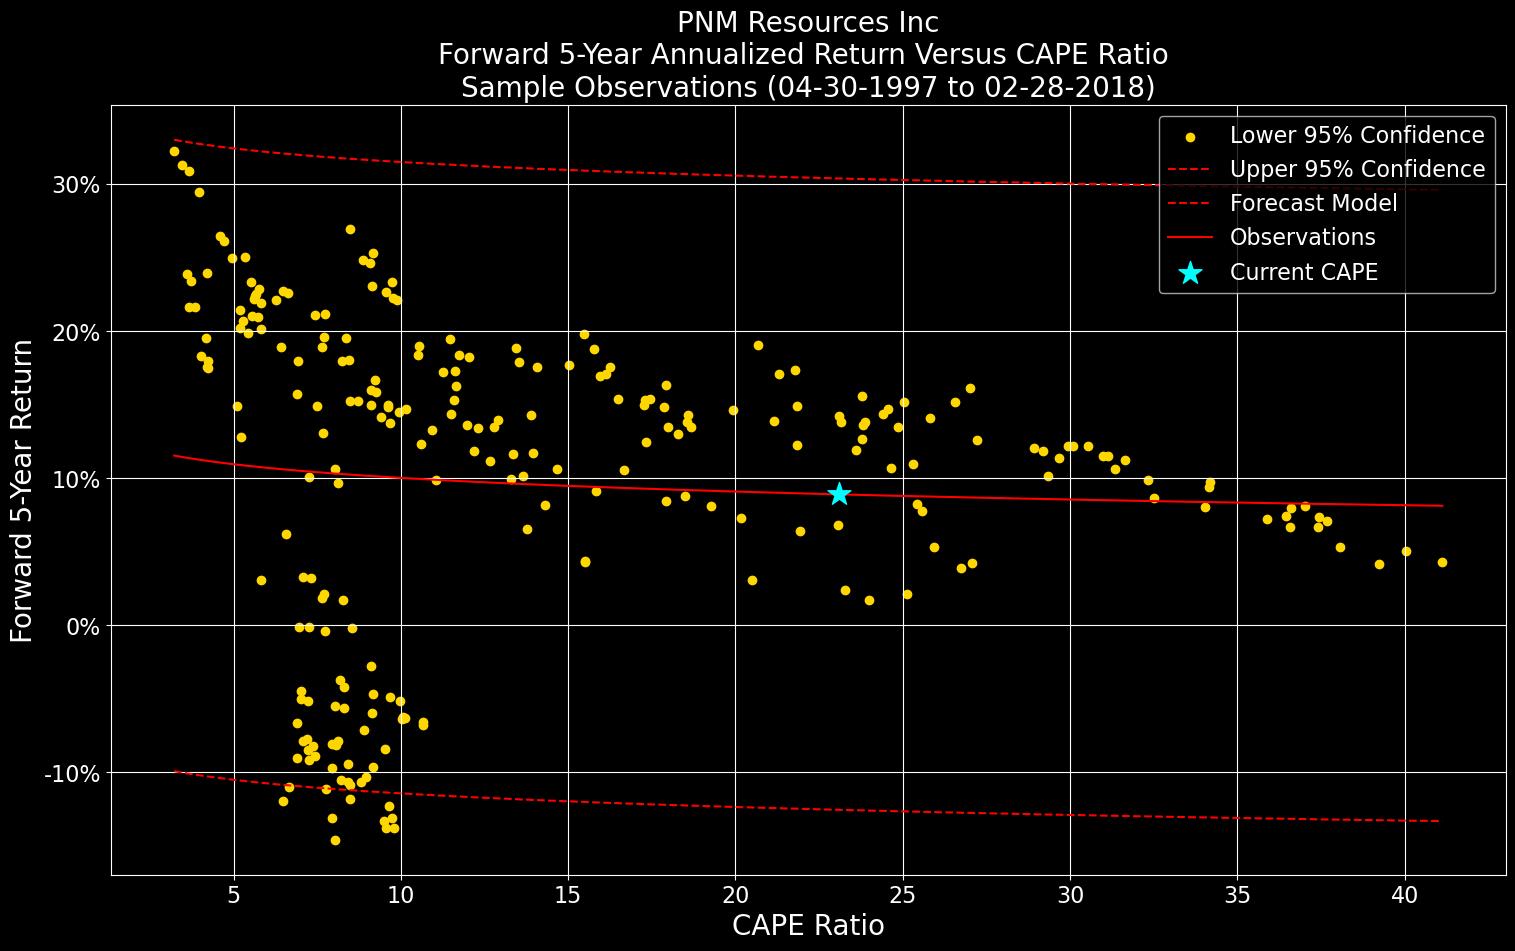 PNM Resources Inc
Forward 5-Year Annualized Return Versus CAPE Ratio
Sample Observations (04-30-1997 to 02-28-2018)
Lower 95% Confidence
Upper 95% Confidence
Forecast Model
Observations
Current CAPE
Forward 5-Year Return
30%
20%
10%
0%
-10%
5 10 15 20 25 30 35 40
CAPE Ratio